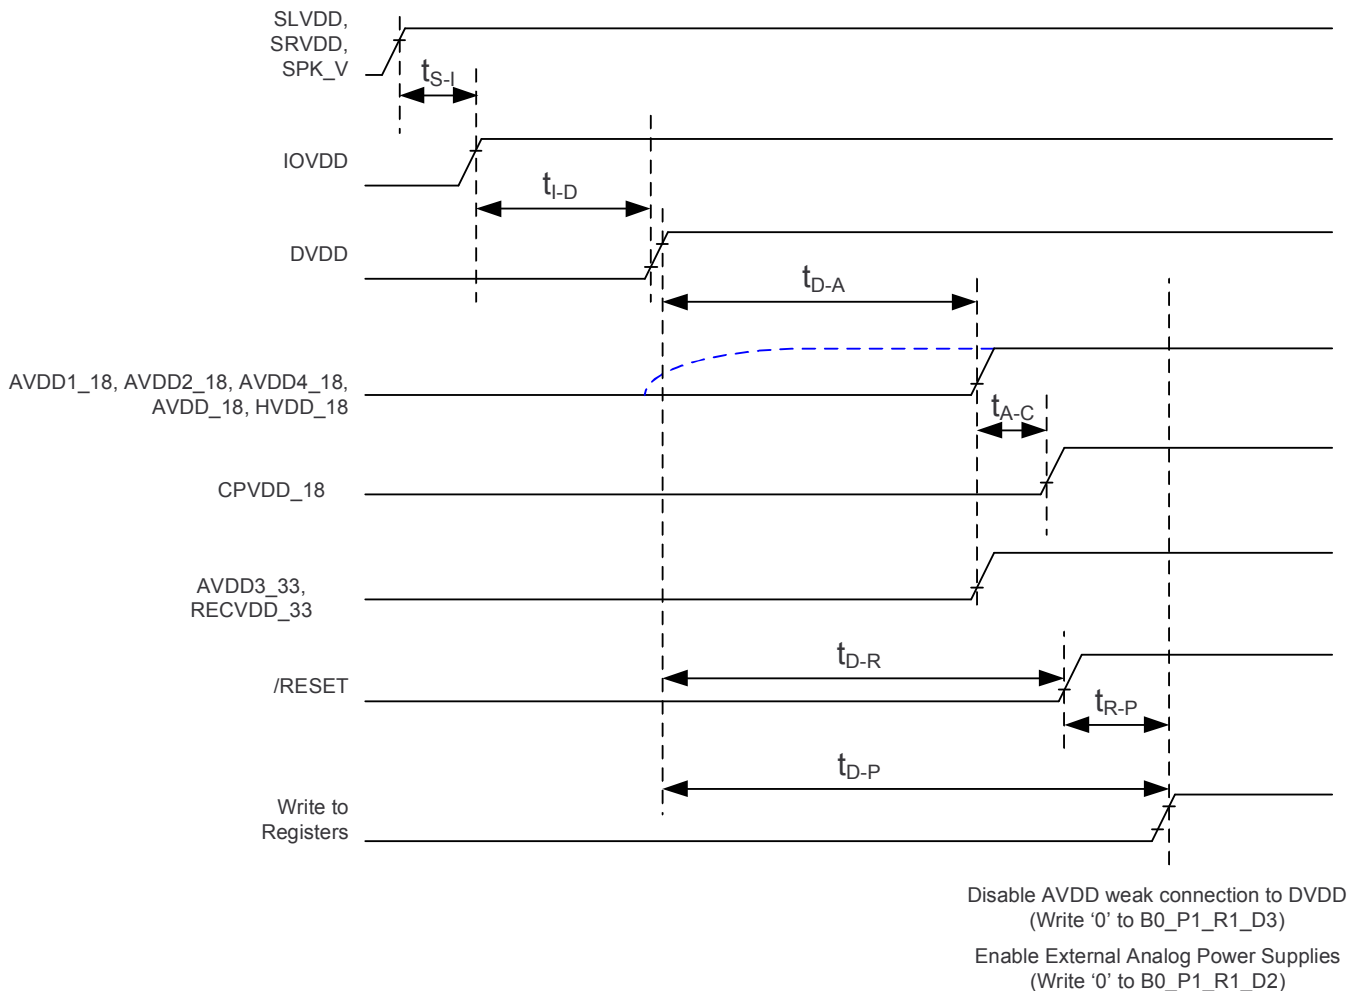 SLVDD,
SRVDD,
SPK_V
tS-I
IOVDD
tI-D
DVDD
tD-A
AVDD1_18, AVDD2_18, AVDD4_18,
AVDD_18, HVDD_18
tA-C
CPVDD_18
AVDD3_33,
RECVDD_33
tD-R
/RESET
tR-P
tD-P
Write to
Registers
Disable AVDD weak connection to DVDD
(Write ‘0’ to B0_P1_R1_D3)
Enable External Analog Power Supplies
(Write ‘0’ to B0_P1_R1_D2)